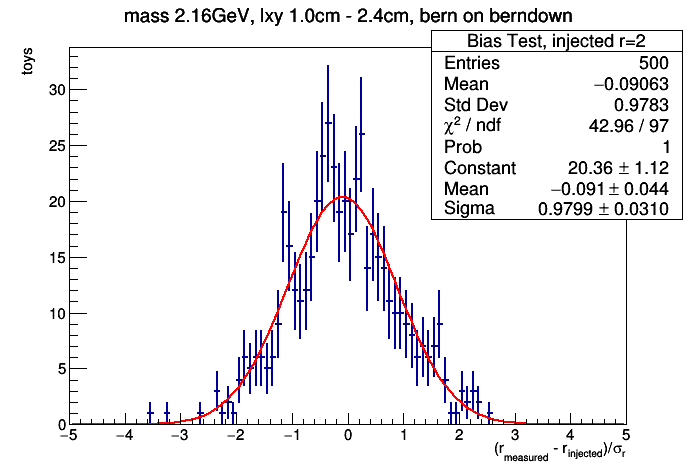 mass 2.16GeV, lxy 1.0cm - 2.4cm, bern on berndown
toys
Bias Test, injected r=2
Entries 500
Mean −0.09063
Std Dev 0.9783
χ² / ndf 42.96 / 97
Prob 1
Constant 20.36 ± 1.12
Mean −0.091 ± 0.044
Sigma 0.9799 ± 0.0310
30
25
20
15
10
5
0
−5 −4 −3 −2 −1 0 1 2 3 4 5
(r_measured - r_injected)/σ_r